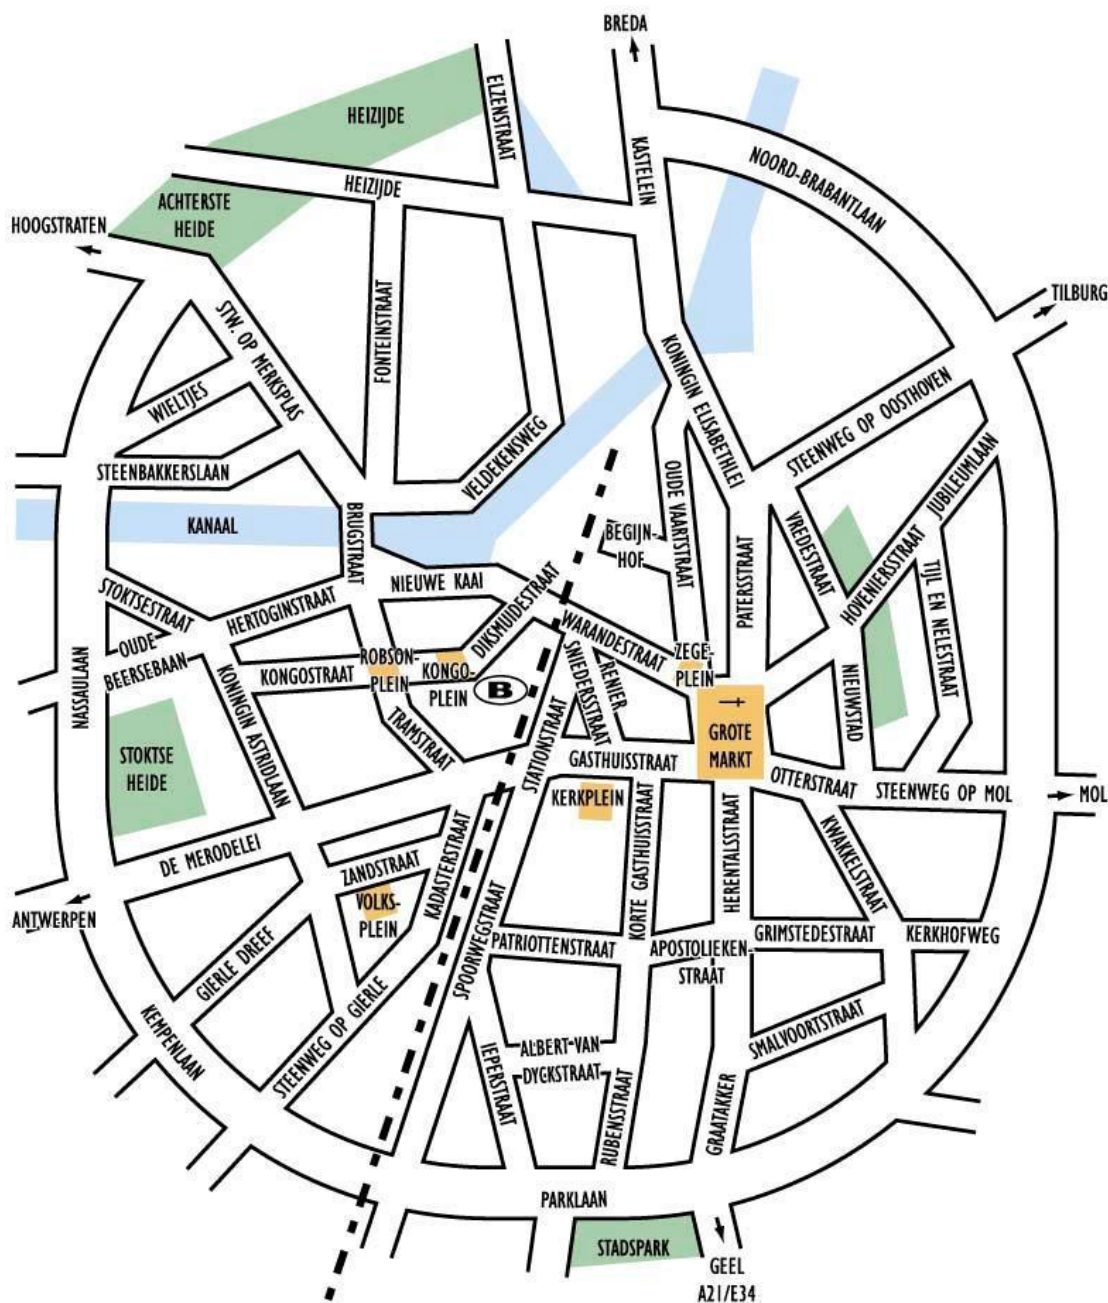 BREDA
HEIZIJDE
ELZENSTRAAT
KASTELEIN
NOORD-BRABANTLAAN
HEIZIJDE
ACHTERSTE
HEIDE
HOOGSTRATEN
TILBURG
STW. OP MERKSPLAS
FONTEINSTRAAT
KONINGIN ELISABETHLEI
STEENWEG OP OOSTHOVEN
WIELTJES
STEENBAKKERSLAAN
VELDEKENSWEG
JUBILEUMLAAN
KANAAL
BRUGSTRAAT
OUDE VAARTSTRAAT
BEGIJN-
HOF
PATERSSTRAAT
VREDESTRAAT
HOVENIERSSTRAAT
TIJL EN NELESTRAAT
STOKTSESTRAAT
HERTOGINSTRAAT
NIEUWE KAAI
DIKSMUIDESTRAAT
WARANDESTRAAT
OUDE
BEERSEBAAN
NASSAULAAN
KONINGIN ASTRIDLAAN
KONGOSTRAAT
ROBSON-
PLEIN
KONGO-
PLEIN
B
SNIEDERSSTRAAT
RENIER
ZEGE-
PLEIN
NIEUWSTAD
TRAMSTRAAT
STATIONSTRAAT
GROTE
MARKT
STOKTSE
HEIDE
GASTHUISSTRAAT
OTTERSTRAAT
STEENWEG OP MOL
MOL
KERKPLEIN
DE MERODELEI
ZANDSTRAAT
KADASTERSTRAAT
KORTE GASTHUISSTRAAT
HERENTALSSTRAAT
KWAKKELSTRAAT
VOLKS-
PLEIN
ANTWERPEN
GIERLE DREEF
SPOORWEGSTRAAT
PATRIOTTENSTRAAT
APOSTOLIEKEN-
STRAAT
GRIMSTEDESTRAAT
KERKHOFWEG
KEMPENLAAN
STEENWEG OP GIERLE
IEPERSTRAAT
ALBERT VAN
DYCKSTRAAT
RUBENSSTRAAT
GRAATAKKER
SMALVOORTSTRAAT
PARKLAAN
STADSPARK
GEEL
A21/E34